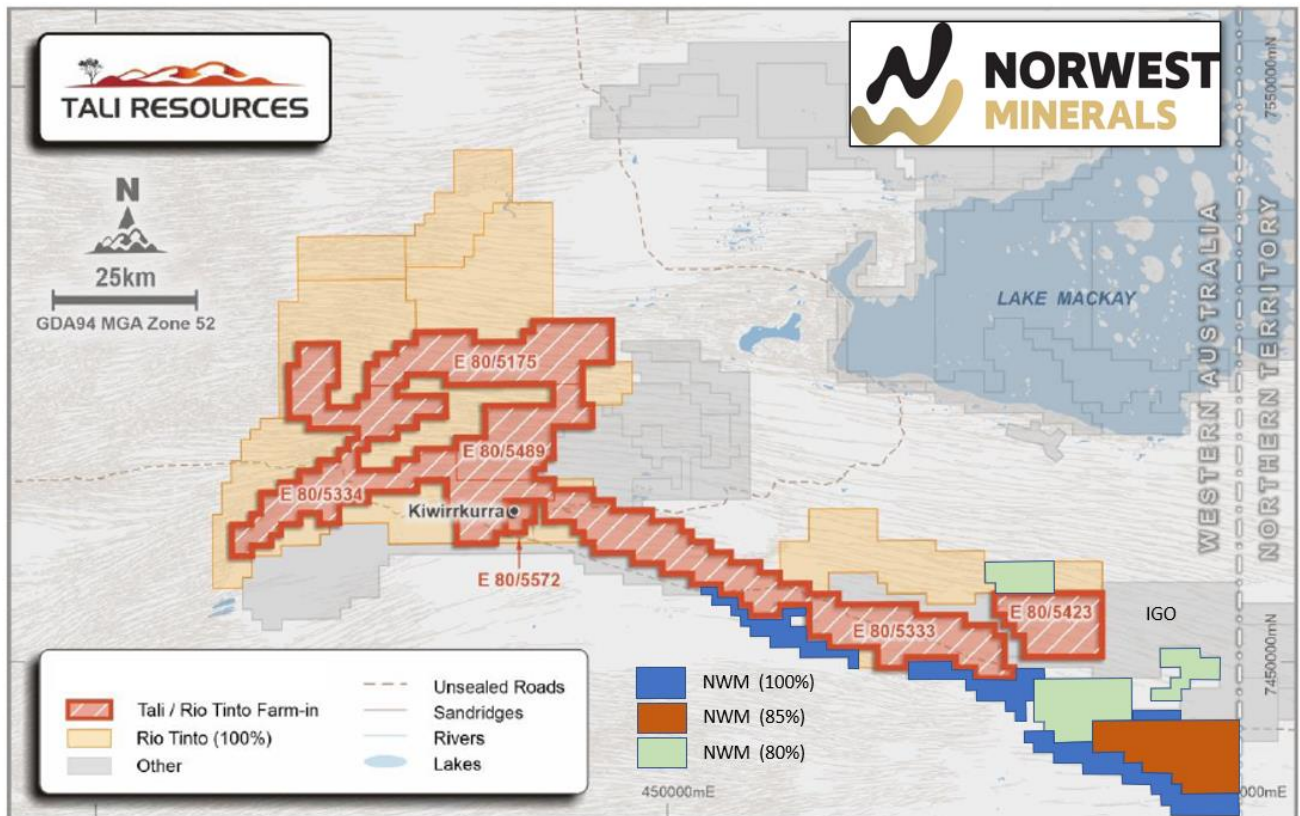 TALI RESOURCES
NORWEST
MINERALS
7550000mN
N
25km
GDA94 MGA Zone 52
LAKE MACKAY
WESTERN AUSTRALIA
NORTHERN TERRITORY
E 80/5175
E 80/5489
E 80/5334
Kiwirrkurra
E 80/5572
E 80/5423
E 80/5333
IGO
7450000mN
Tali / Rio Tinto Farm-in
Rio Tinto (100%)
Other
Unsealed Roads
Sandridges
Rivers
Lakes
NWM (100%)
NWM (85%)
NWM (80%)
450000mE